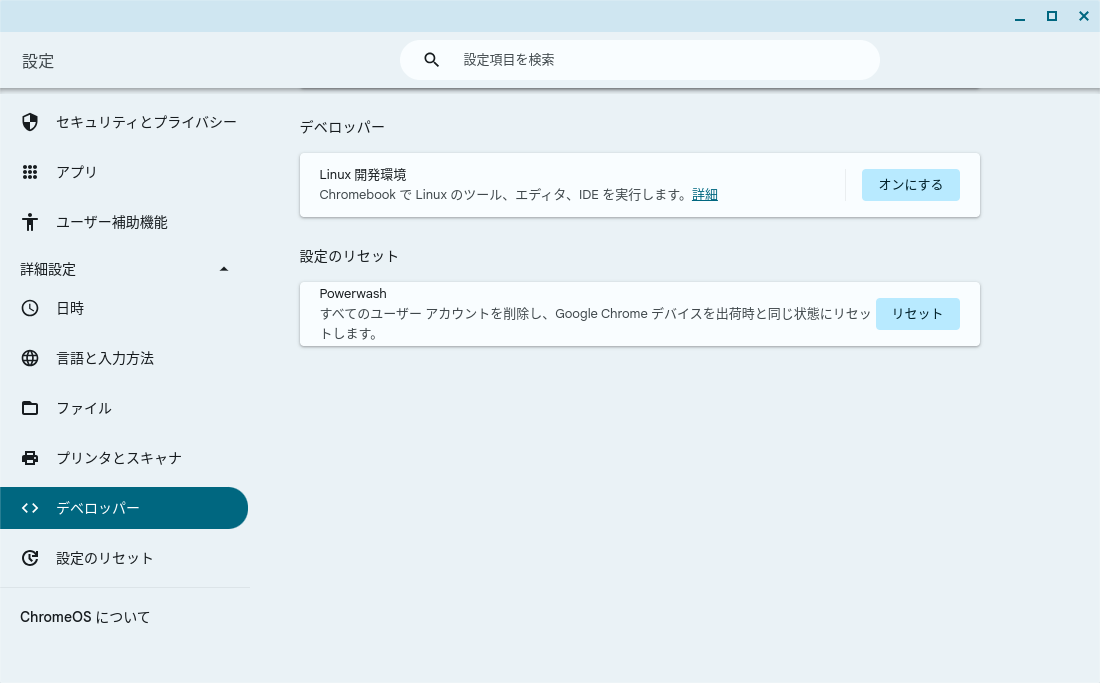 設定
設定項目を検索
セキュリティとプライバシー
アプリ
ユーザー補助機能
詳細設定
日時
言語と入力方法
ファイル
プリンタとスキャナ
デベロッパー
設定のリセット
ChromeOS について
デベロッパー
Linux 開発環境
Chromebook で Linux のツール、エディタ、IDE を実行します。詳細
オンにする
設定のリセット
Powerwash
すべてのユーザー アカウントを削除し、Google Chrome デバイスを出荷時と同じ状態にリセッ
トします。
リセット